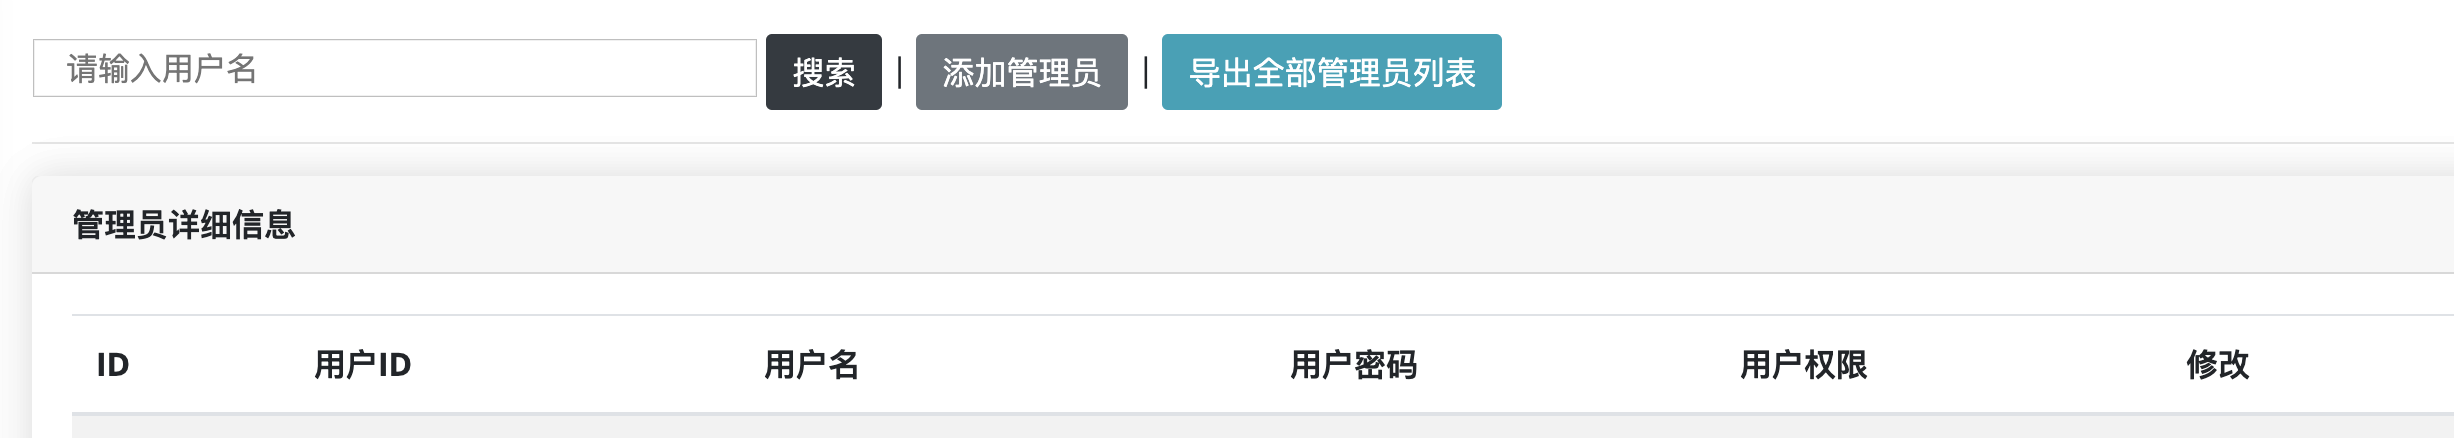 请输入用户名 搜索 | 添加管理员 | 导出全部管理员列表
管理员详细信息
ID 用户ID 用户名 用户密码 用户权限 修改